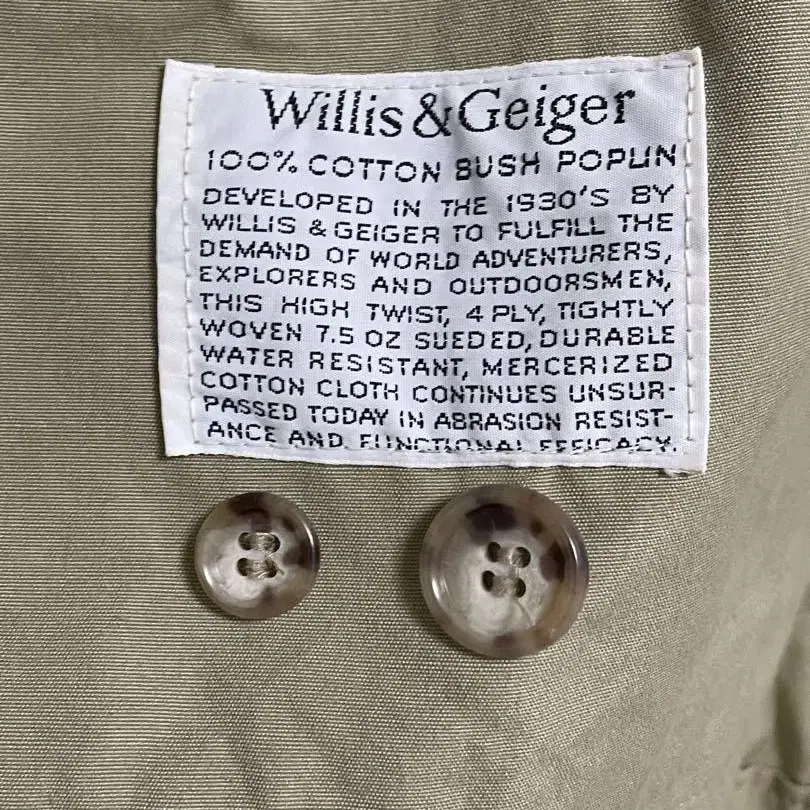 Willis & Geiger
100% COTTON BUSH POPLIN
DEVELOPED IN THE 1930'S BY
WILLIS & GEIGER TO FULFILL THE
DEMAND OF WORLD ADVENTURERS,
EXPLORERS AND OUTDOORSMEN,
THIS HIGH TWIST, 4 PLY, TIGHTLY
WOVEN 7.5 OZ SUEDED, DURABLE
WATER RESISTANT, MERCERIZED
COTTON CLOTH CONTINUES UNSUR-
PASSED TODAY IN ABRASION RESIST-
ANCE AND FUNCTIONAL EFFICACY.